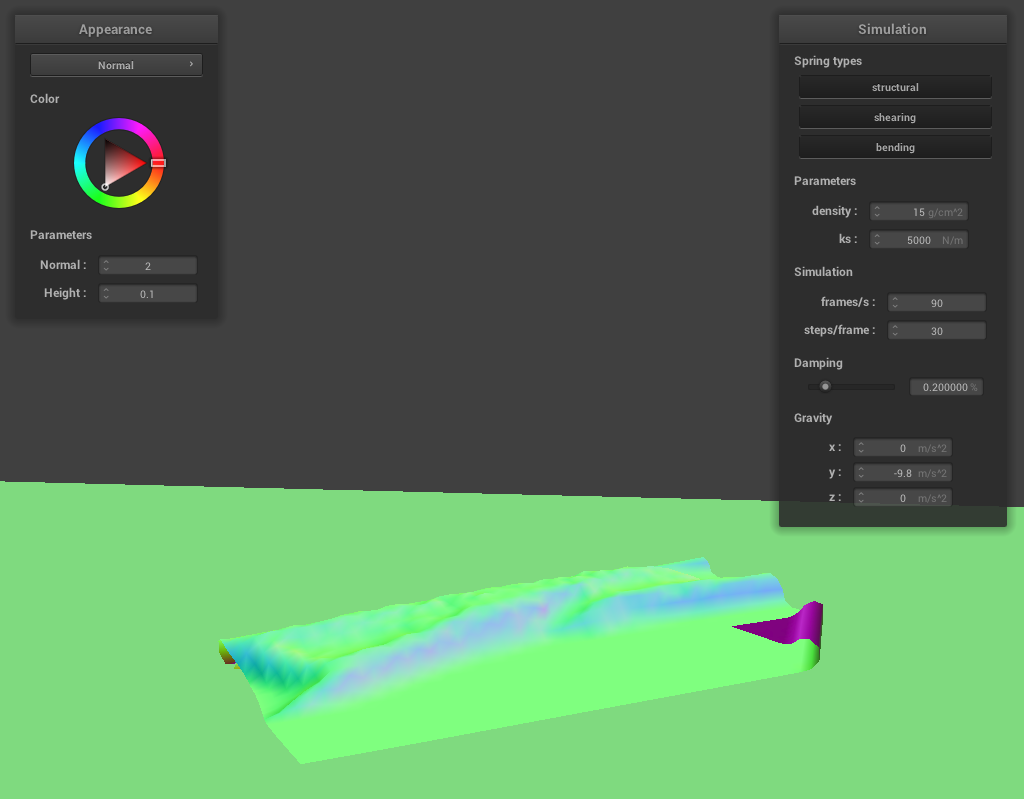 Appearance
Normal
Color
Parameters
Normal : 2
Height : 0.1
Simulation
Spring types
structural
shearing
bending
Parameters
density : 15 g/cm^2
ks : 5000 N/m
Simulation
frames/s : 90
steps/frame : 30
Damping
0.200000 %
Gravity
x : 0 m/s^2
y : -9.8 m/s^2
z : 0 m/s^2